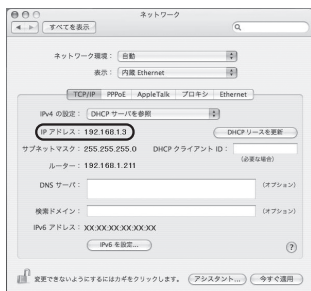 ネットワーク
すべてを表示
ネットワーク環境： 自動
表示： 内蔵 Ethernet
TCP/IP PPPoE AppleTalk プロキシ Ethernet
IPv4 の設定： DHCP サーバを参照
IP アドレス： 192.168.1.3 DHCP リースを更新
サブネットマスク： 255.255.255.0 DHCP クライアント ID：
（必要な場合）
ルーター： 192.168.1.211
DNS サーバ： （オプション）
検索ドメイン： （オプション）
IPv6 アドレス： XX:XX:XX:XX:XX:XX
IPv6 を設定... ?
変更できないようにするにはカギをクリックします。 アシスタント... 今すぐ適用